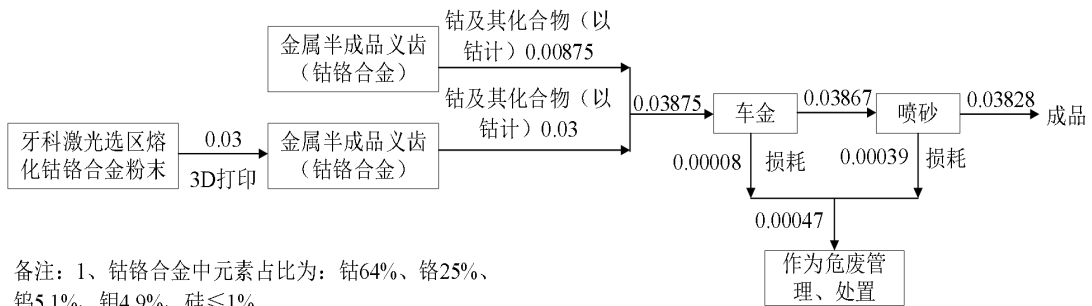 钴及其化合物（以
钴计）0.00875
金属半成品义齿
（钴铬合金）
钴及其化合物（以
钴计）0.03
0.03875
车金
0.03867
喷砂
0.03828
成品
牙科激光选区熔
化钴铬合金粉末
0.03
3D打印
金属半成品义齿
（钴铬合金）
0.00008
损耗
0.00039
损耗
0.00047
作为危废管
理、处置
备注：1、钴铬合金中元素占比为：钴64%、铬25%、
钨5.1%、钼4.9%、硅≤1%